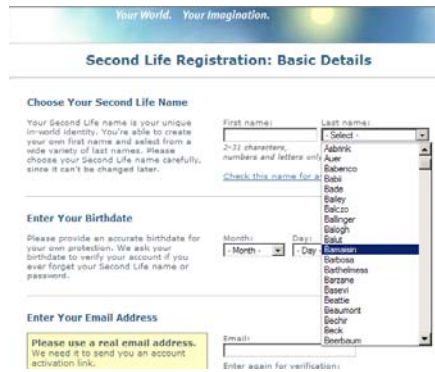 Your World. Your Imagination.
Second Life Registration: Basic Details
Choose Your Second Life Name
Your Second Life name is your unique
in-world identity. You're able to create
your own first name and select from a
wide variety of last names. Please
choose your Second Life name carefully,
since it can't be changed later.
First name:
2-31 characters,
numbers and letters only
Check this name for
Last name:
- Select -
Asbrink
Auer
Babenco
Babii
Bade
Bailey
Balczo
Ballinger
Balogh
Balut
Bamaisin
Barbosa
Barthelmess
Barzane
Basevi
Beattie
Beaumont
Bechir
Beck
Beerbaum
Enter Your Birthdate
Please provide an accurate birthdate for
your own protection. We ask your
birthdate to verify your account if you
ever forget your Second Life name or
password.
Month:
- Month -
Day:
- Day -
Enter Your Email Address
Please use a real email address.
We need it to send you an account
activation link.
Email:
Enter again for verification: